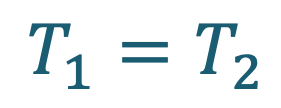 T₁ = T₂